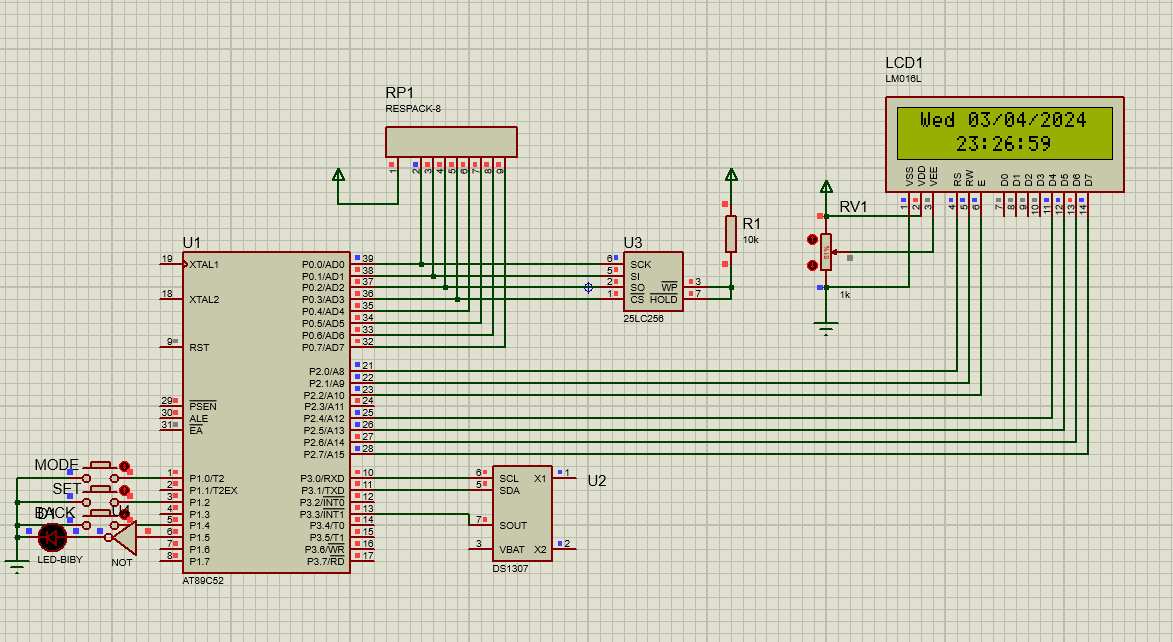 LCD1
LM016L
Wed 03/04/2024
23:26:59
VSS VDD VEE RS RW E D0 D1 D2 D3 D4 D5 D6 D7
1 2 3 4 5 6 7 8 9 10 11 12 13 14
RP1
RESPACK-8
1 2 3 4 5 6 7 8 9
RV1
51%
1k
R1
10k
U3
6 SCK
5 SI
2 SO WP 3
1 CS HOLD 7
25LC256
U1
19 XTAL1 P0.0/AD0 39
P0.1/AD1 38
P0.2/AD2 37
18 XTAL2 P0.3/AD3 36
P0.4/AD4 35
P0.5/AD5 34
P0.6/AD6 33
9 RST P0.7/AD7 32
P2.0/A8 21
P2.1/A9 22
P2.2/A10 23
29 PSEN P2.3/A11 24
30 ALE P2.4/A12 25
31 EA P2.5/A13 26
P2.6/A14 27
P2.7/A15 28
1 P1.0/T2 P3.0/RXD 10
2 P1.1/T2EX P3.1/TXD 11
3 P1.2 P3.2/INT0 12
4 P1.3 P3.3/INT1 13
5 P1.4 P3.4/T0 14
6 P1.5 P3.5/T1 15
7 P1.6 P3.6/WR 16
8 P1.7 P3.7/RD 17
AT89C52
MODE
SET
BACK
D1
U4
LED-BIBY
NOT
U2
6 SCL X1 1
5 SDA
7 SOUT
3 VBAT X2 2
DS1307